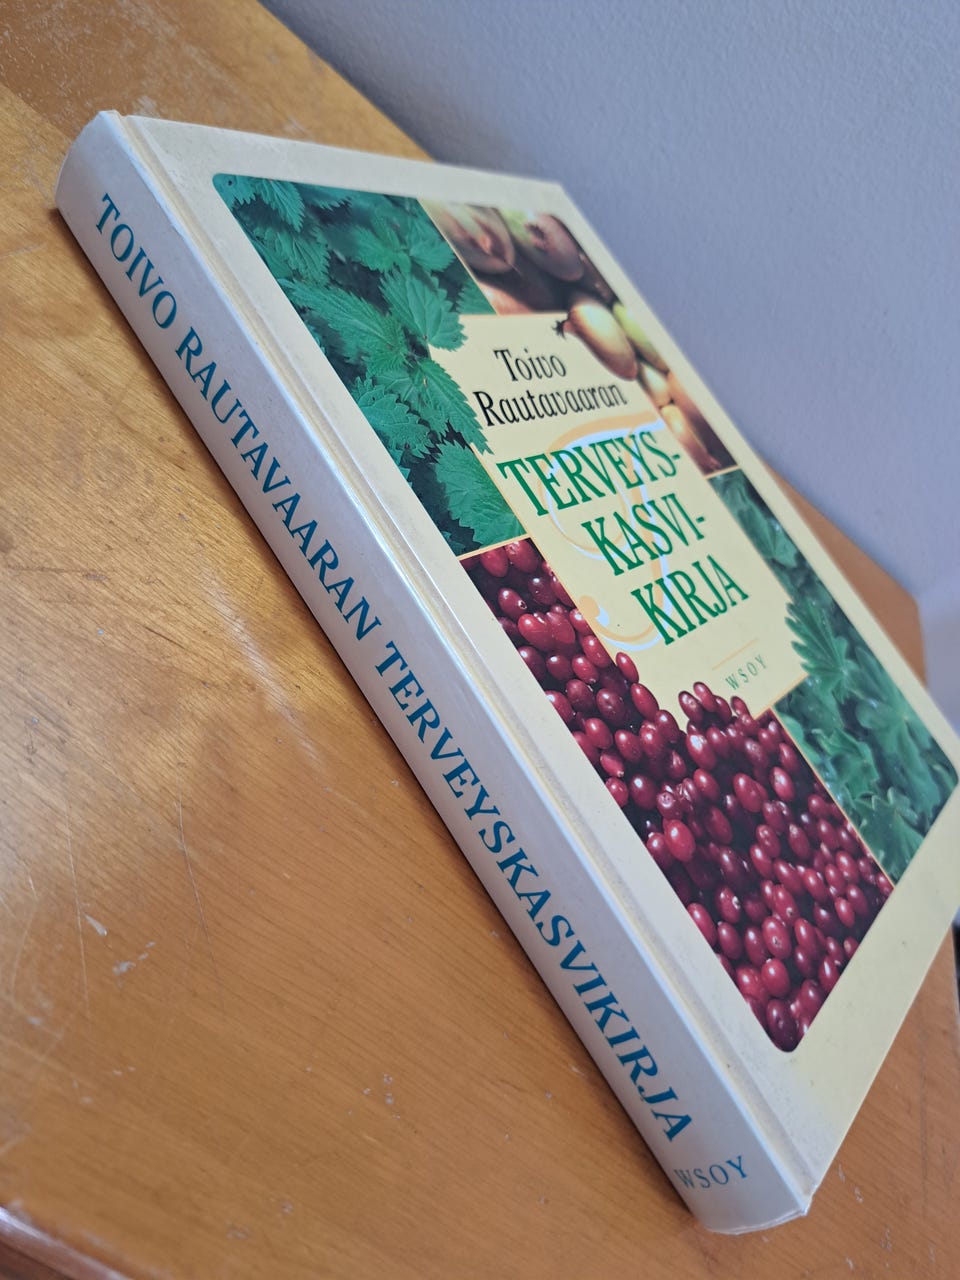 TOIVO RAUTAVAARAN TERVEYSKASVIKIRJA
WSOY
Toivo
Rautavaaran
TERVEYS-
KASVI-
KIRJA
WSOY